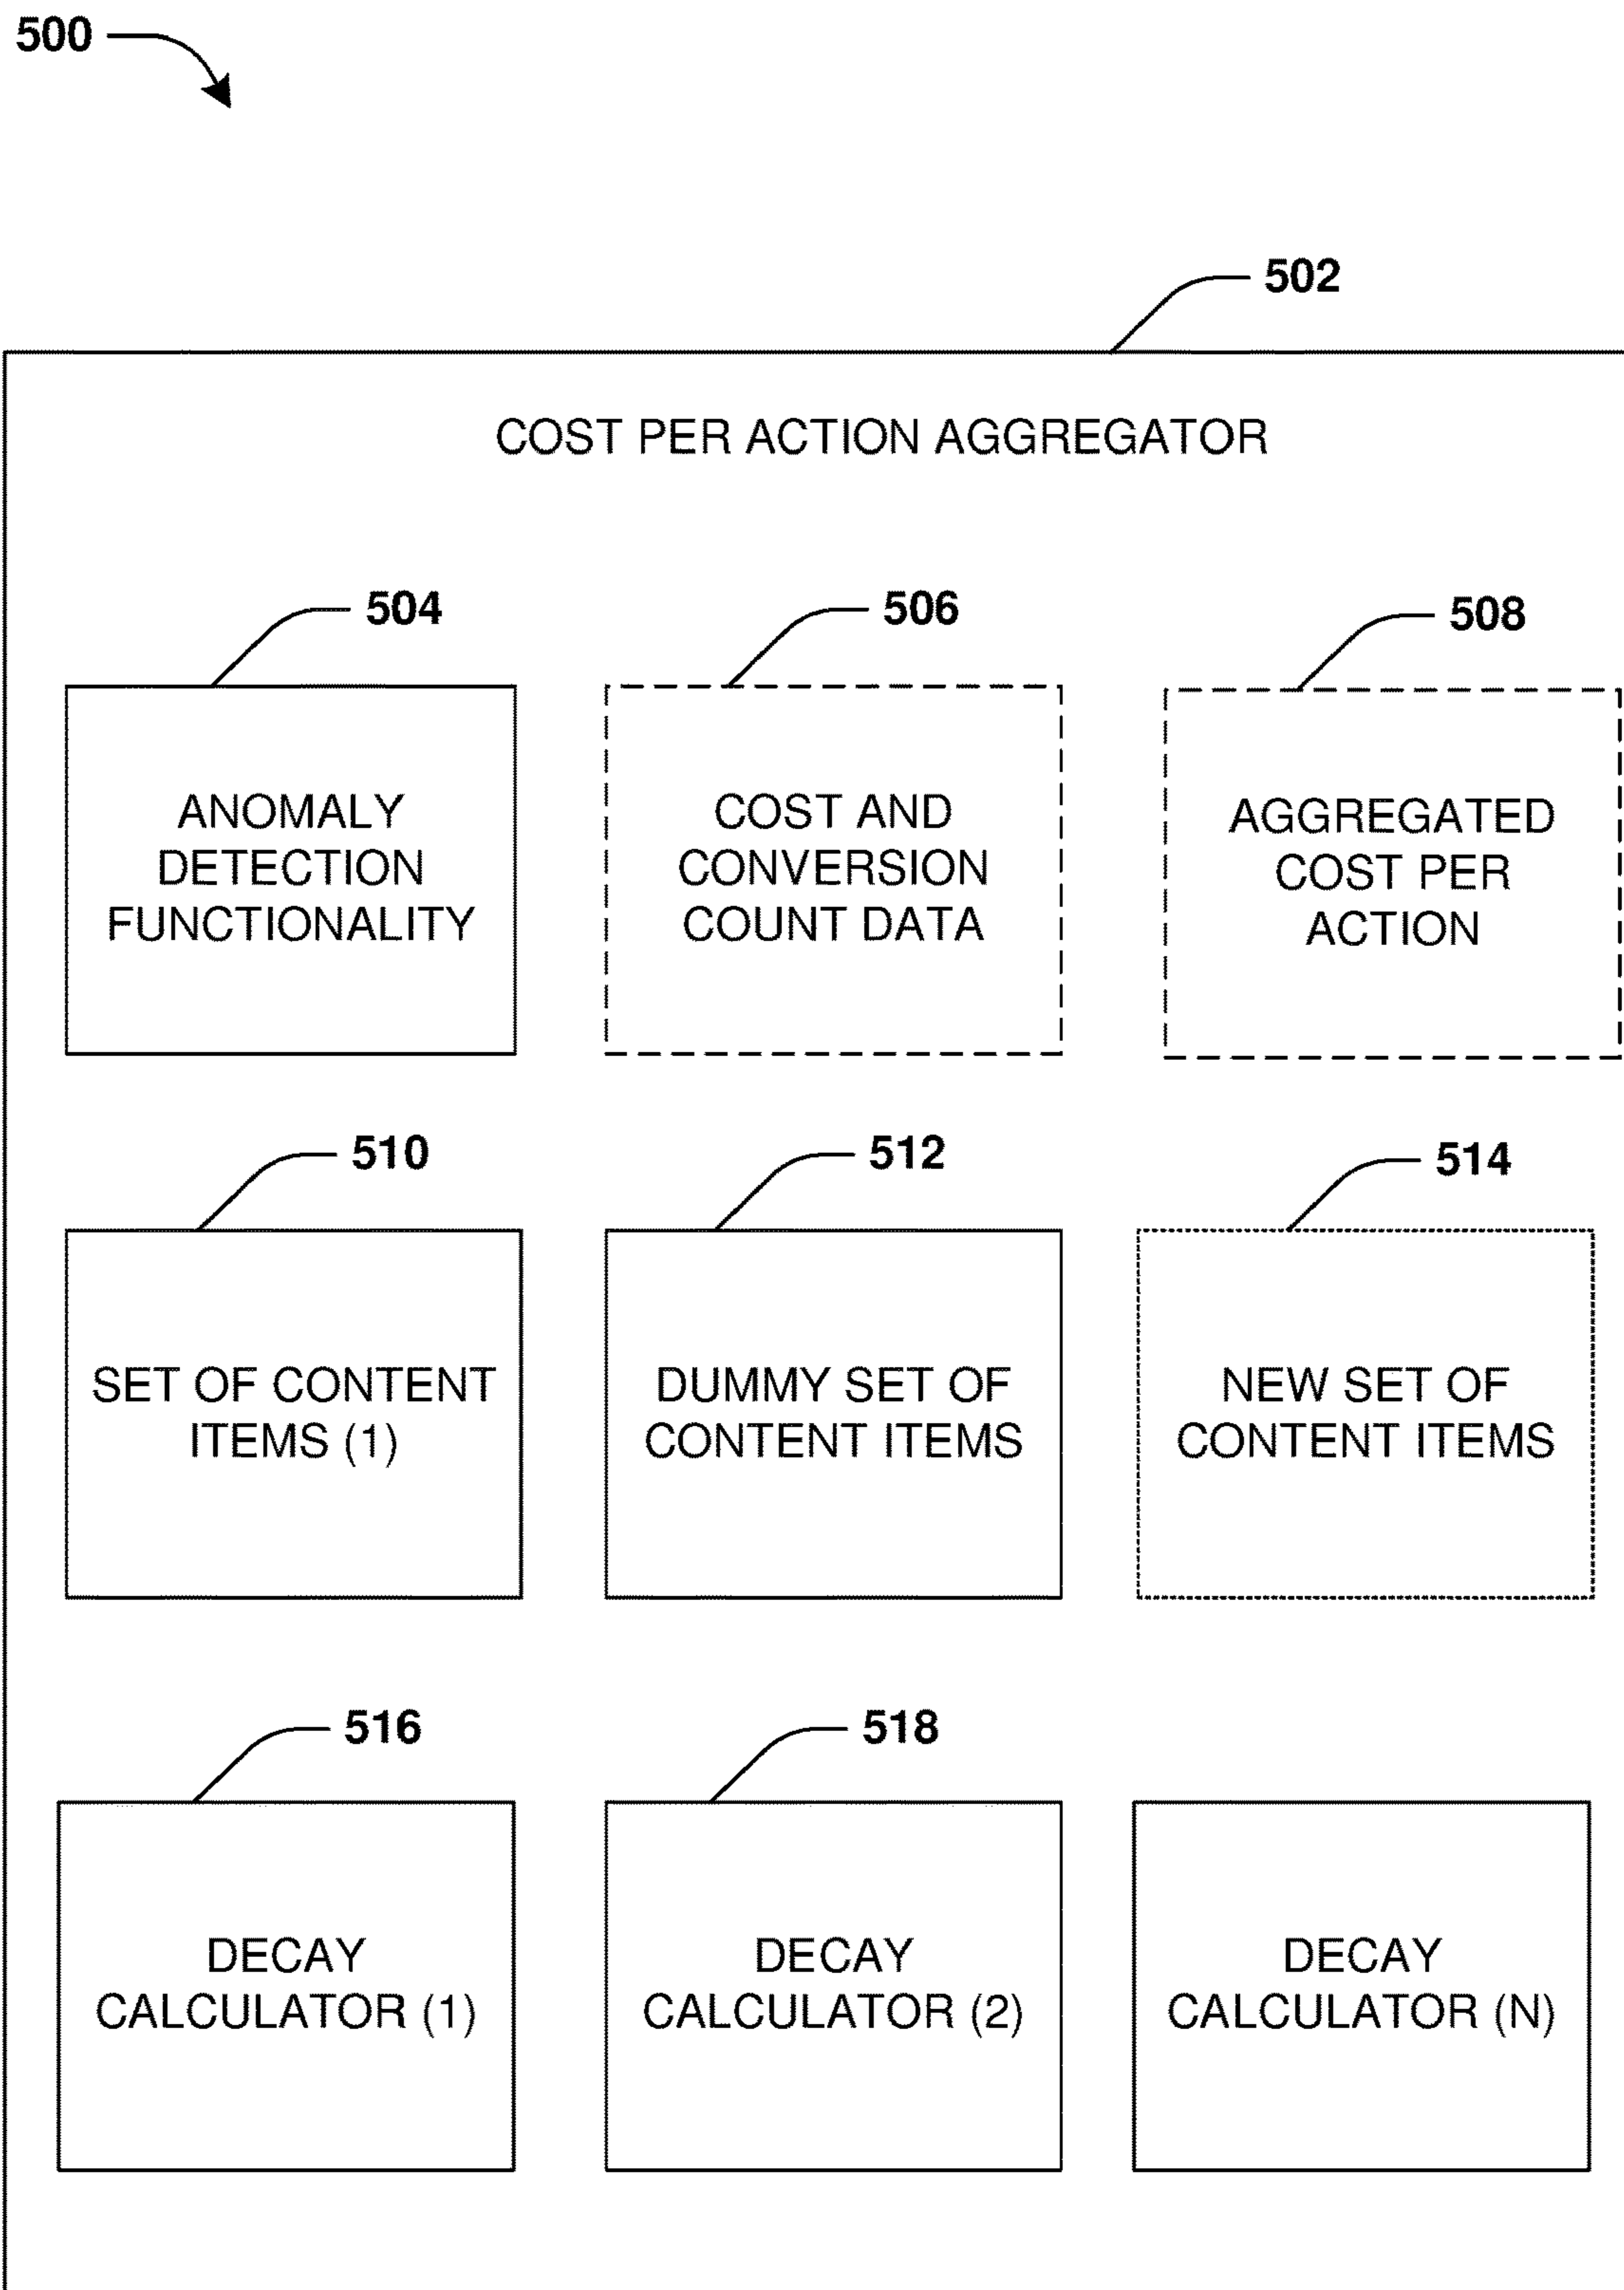 500
502
COST PER ACTION AGGREGATOR
504
506
508
ANOMALY
DETECTION
FUNCTIONALITY
COST AND
CONVERSION
COUNT DATA
AGGREGATED
COST PER
ACTION
510
512
514
SET OF CONTENT
ITEMS (1)
DUMMY SET OF
CONTENT ITEMS
NEW SET OF
CONTENT ITEMS
516
518
DECAY
CALCULATOR (1)
DECAY
CALCULATOR (2)
DECAY
CALCULATOR (N)